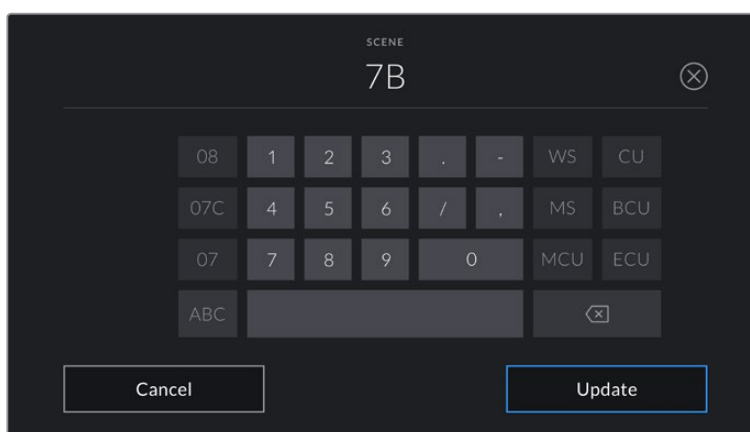 SCENE
7B
08 1 2 3 . - WS CU
07C 4 5 6 / , MS BCU
07 7 8 9 0 MCU ECU
ABC
Cancel Update